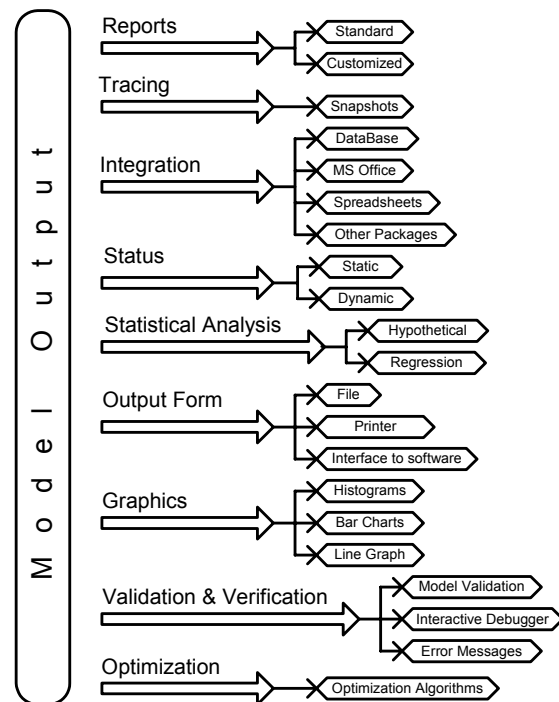 Model Output
Reports
Standard
Customized
Tracing
Snapshots
Integration
DataBase
MS Office
Spreadsheets
Other Packages
Status
Static
Dynamic
Statistical Analysis
Hypothetical
Regression
Output Form
File
Printer
Interface to software
Graphics
Histograms
Bar Charts
Line Graph
Validation & Verification
Model Validation
Interactive Debugger
Error Messages
Optimization
Optimization Algorithms